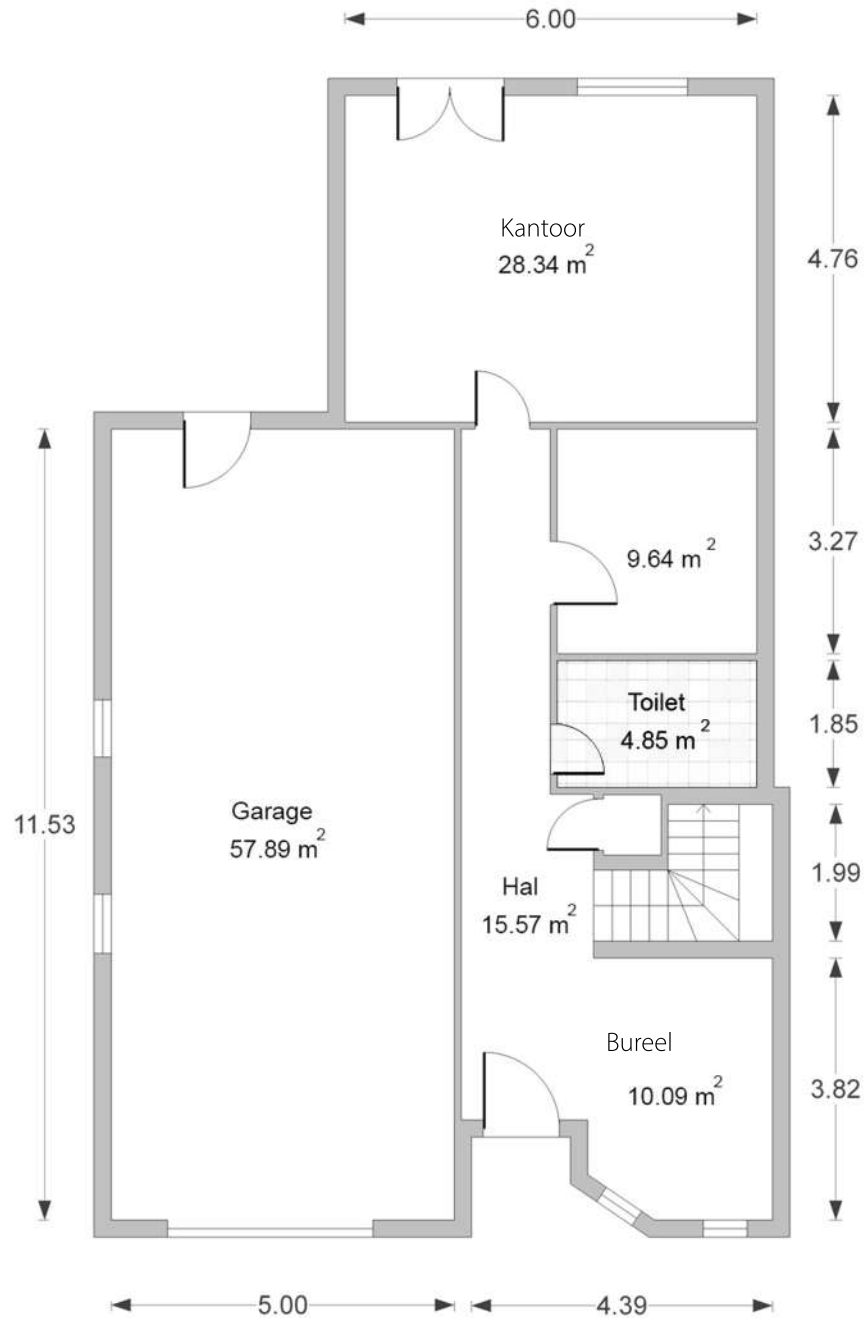 6.00
Kantoor
28.34 m²
4.76
3.27
9.64 m²
Toilet
4.85 m²
1.85
11.53
Garage
57.89 m²
Hal
15.57 m²
1.99
Bureel
10.09 m²
3.82
5.00
4.39